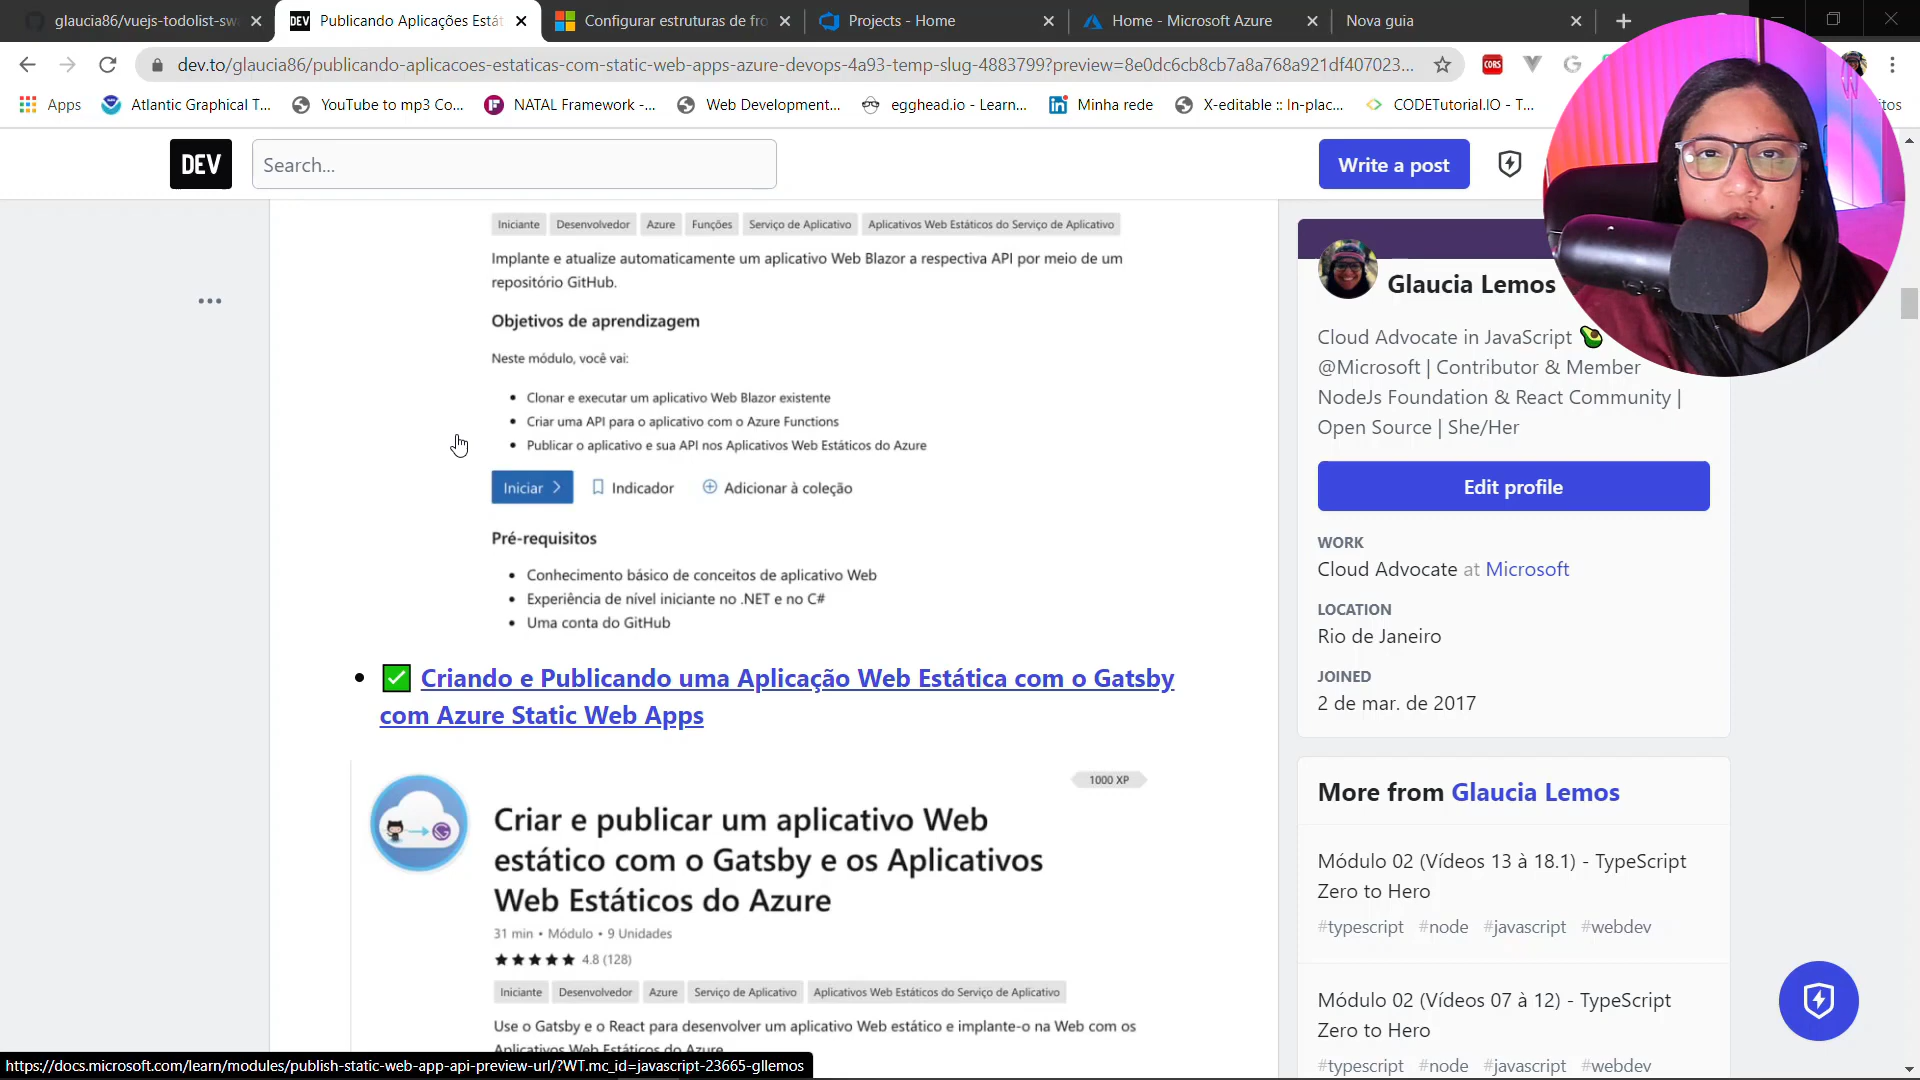 glaucia86/vuejs-todolist-sw
Publicando Aplicações Está
Configurar estruturas de fro
Projects - Home
Home - Microsoft Azure
Nova guia
dev.to/glaucia86/publicando-aplicacoes-estaticas-com-static-web-apps-azure-devops-4a93-temp-slug-4883799?preview=8e0dc6cb8cb7a8a768a921df407023...
CORS
Apps
Atlantic Graphical T...
YouTube to mp3 Co...
NATAL Framework -...
Web Development...
egghead.io - Learn...
Minha rede
X-editable :: In-plac...
CODETutorial.IO - T...
itos
DEV
Search...
Write a post
Iniciante
Desenvolvedor
Azure
Funções
Serviço de Aplicativo
Aplicativos Web Estáticos do Serviço de Aplicativo
Implante e atualize automaticamente um aplicativo Web Blazor a respectiva API por meio de um
repositório GitHub.
Objetivos de aprendizagem
Neste módulo, você vai:
• Clonar e executar um aplicativo Web Blazor existente
• Criar uma API para o aplicativo com o Azure Functions
• Publicar o aplicativo e sua API nos Aplicativos Web Estáticos do Azure
Iniciar
Indicador
Adicionar à coleção
Pré-requisitos
• Conhecimento básico de conceitos de aplicativo Web
• Experiência de nível iniciante no .NET e no C#
• Uma conta do GitHub
• ✅ Criando e Publicando uma Aplicação Web Estática com o Gatsby
com Azure Static Web Apps
1000 XP
Criar e publicar um aplicativo Web
estático com o Gatsby e os Aplicativos
Web Estáticos do Azure
31 min • Módulo • 9 Unidades
★★★★★ 4.8 (128)
Iniciante
Desenvolvedor
Azure
Serviço de Aplicativo
Aplicativos Web Estáticos do Serviço de Aplicativo
Use o Gatsby e o React para desenvolver um aplicativo Web estático e implante-o na Web com os
Aplicativos Web Estáticos do Azure
https://docs.microsoft.com/learn/modules/publish-static-web-app-api-preview-url/?WT.mc_id=javascript-23665-gllemos
Glaucia Lemos
Cloud Advocate in JavaScript 🥑
@Microsoft | Contributor & Member
NodeJs Foundation & React Community |
Open Source | She/Her
Edit profile
WORK
Cloud Advocate at Microsoft
LOCATION
Rio de Janeiro
JOINED
2 de mar. de 2017
More from Glaucia Lemos
Módulo 02 (Vídeos 13 à 18.1) - TypeScript
Zero to Hero
#typescript #node #javascript #webdev
Módulo 02 (Vídeos 07 à 12) - TypeScript
Zero to Hero
#typescript #node #javascript #webdev